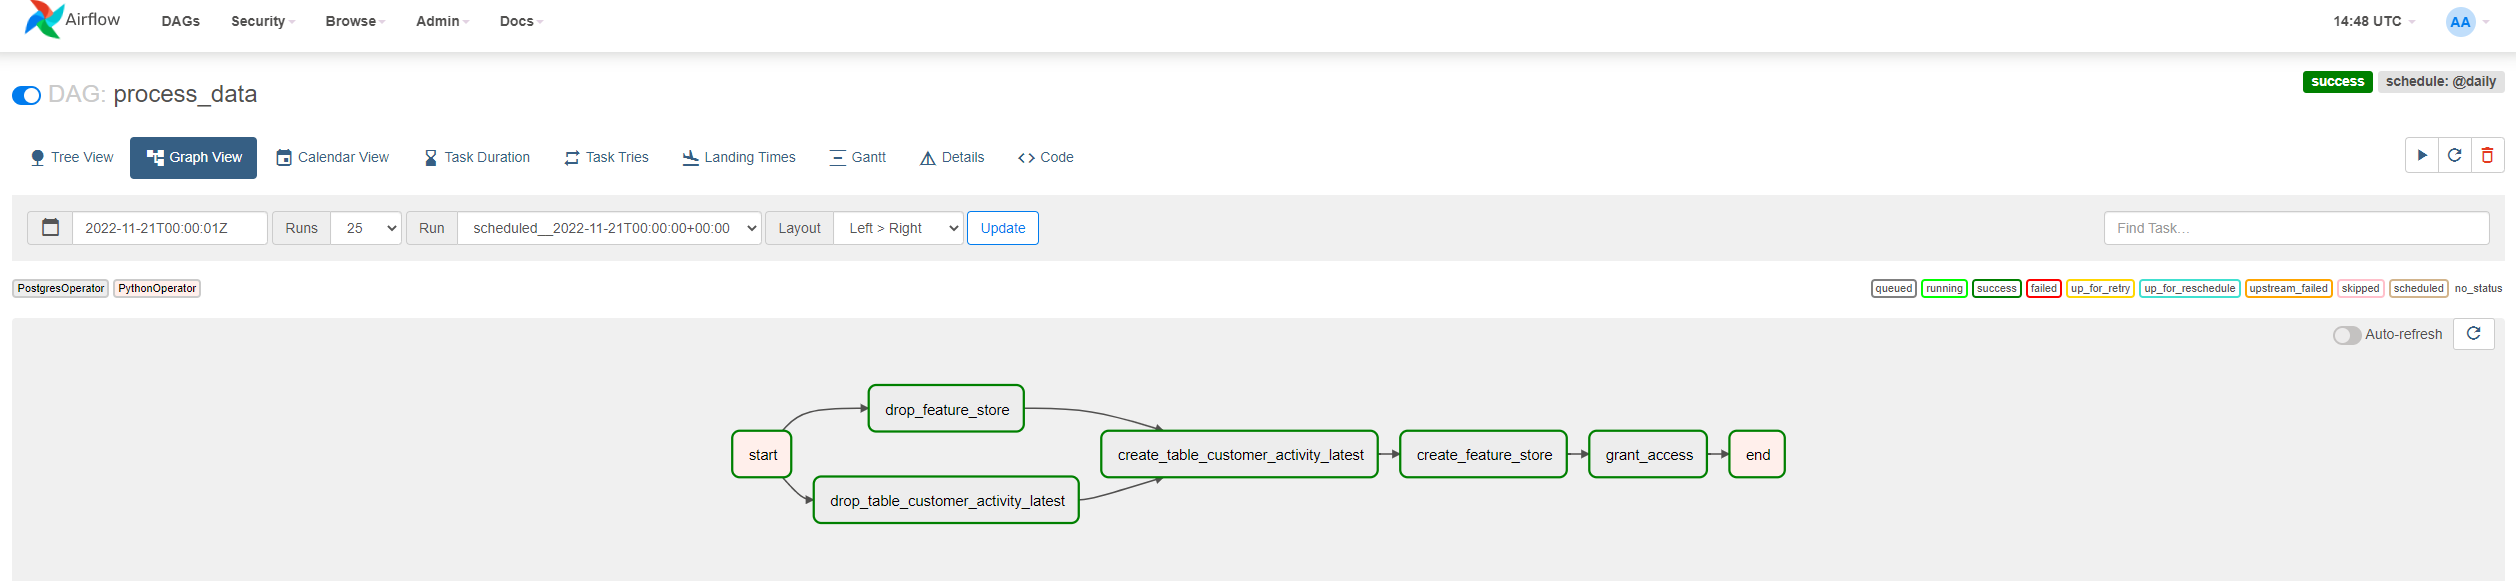 Airflow DAGs Security Browse Admin Docs 14:48 UTC AA
DAG: process_data success schedule: @daily
Tree View Graph View Calendar View Task Duration Task Tries Landing Times Gantt Details Code
2022-11-21T00:00:01Z Runs 25 Run scheduled__2022-11-21T00:00:00+00:00 Layout Left > Right Update Find Task...
PostgresOperator PythonOperator queued running success failed up_for_retry up_for_reschedule upstream_failed skipped scheduled no_status
Auto-refresh
drop_feature_store
start create_table_customer_activity_latest create_feature_store grant_access end
drop_table_customer_activity_latest